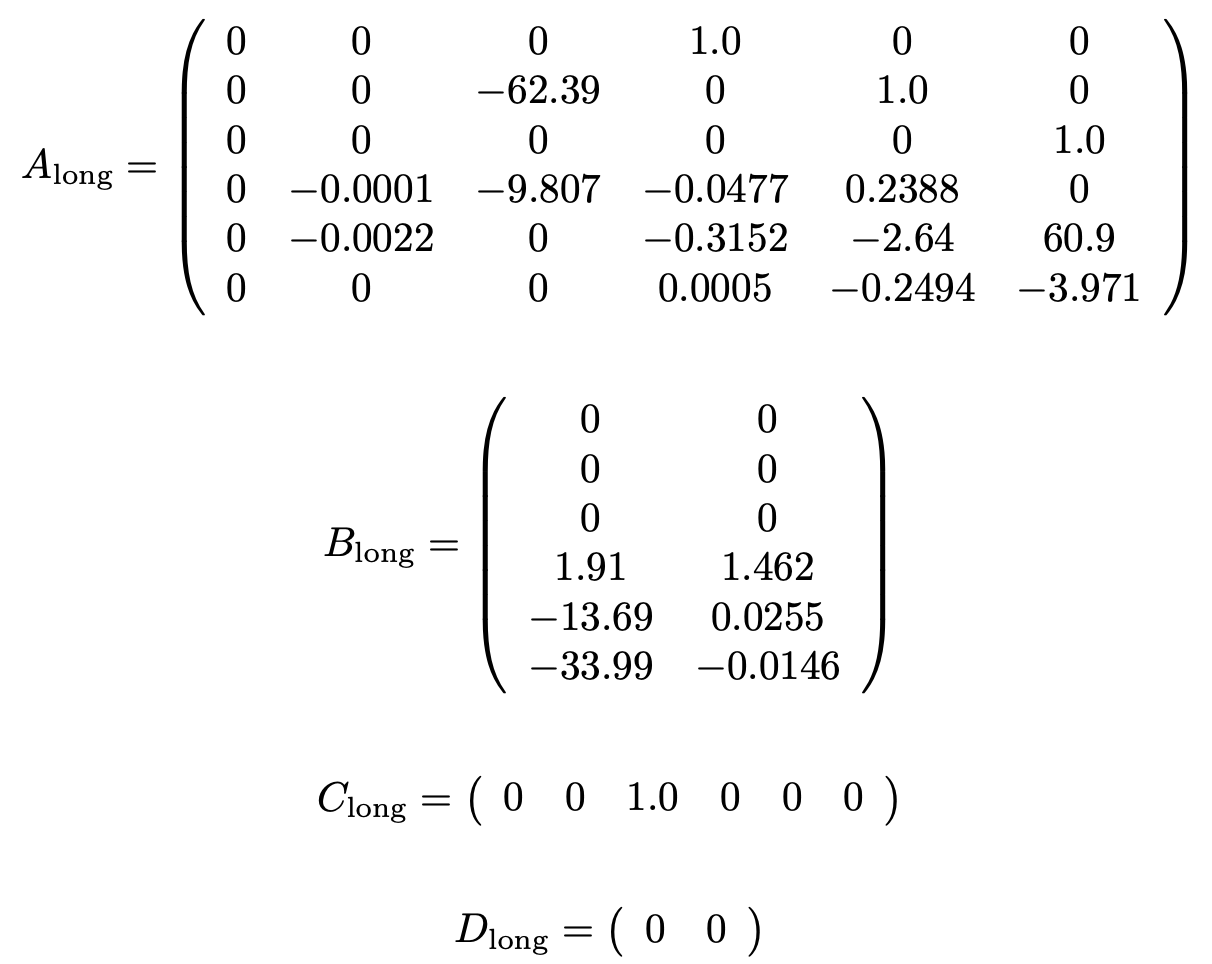 A_long = ( 0 0 0 1.0 0 0
0 0 −62.39 0 1.0 0
0 0 0 0 0 1.0
0 −0.0001 −9.807 −0.0477 0.2388 0
0 −0.0022 0 −0.3152 −2.64 60.9
0 0 0 0.0005 −0.2494 −3.971 )
B_long = ( 0 0
0 0
0 0
1.91 1.462
−13.69 0.0255
−33.99 −0.0146 )
C_long = ( 0 0 1.0 0 0 0 )
D_long = ( 0 0 )